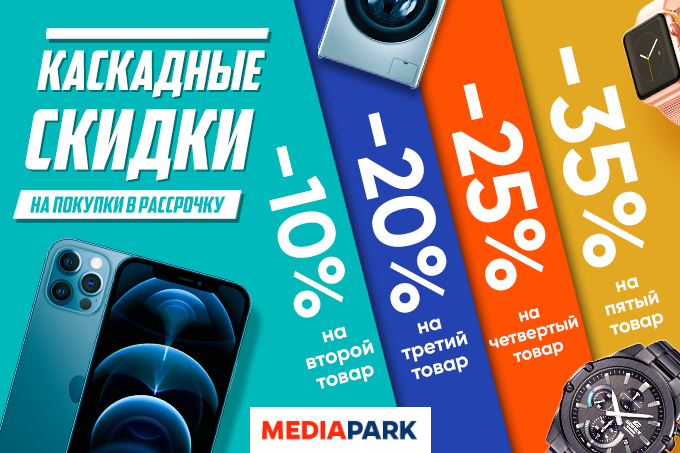 КАСКАДНЫЕ
СКИДКИ
НА ПОКУПКИ В РАССРОЧКУ
-10%
на
второй
товар
-20%
на
третий
товар
-25%
на
четвертый
товар
-35%
на
пятый
товар
MEDIAPARK